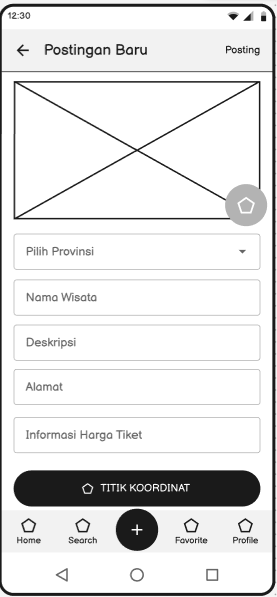 12:30
Postingan Baru
Posting
Pilih Provinsi
Nama Wisata
Deskripsi
Alamat
Informasi Harga Tiket
TITIK KOORDINAT
Home
Search
+
Favorite
Profile